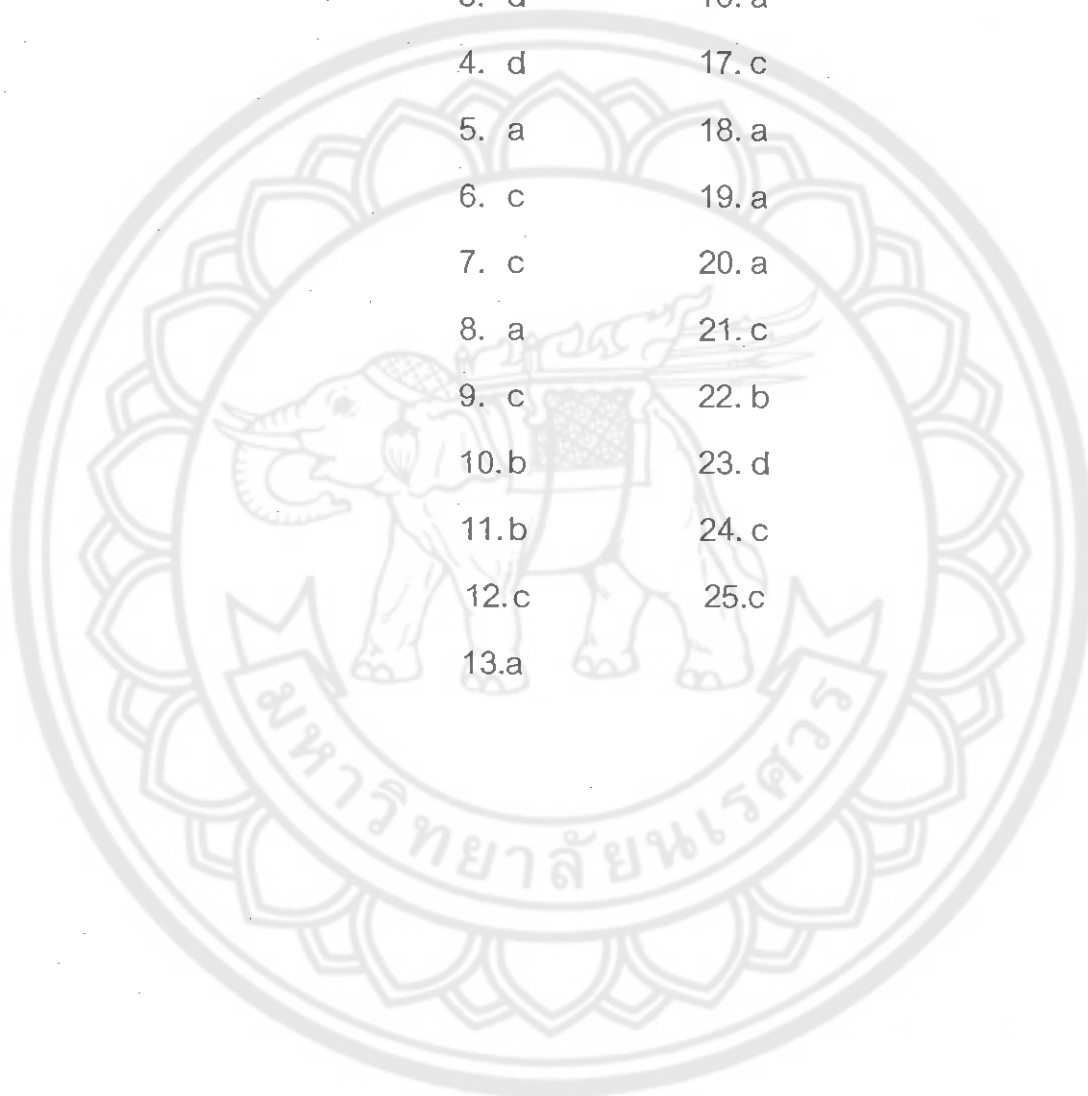 4. d 17. c
5. a 18. a
6. c 19. a
7. c 20. a
8. a 21. c
9. c 22. b
10. b 23. d
11. b 24. c
12. c 25. c
13. a
มหาวิทยาลัยนเรศวร